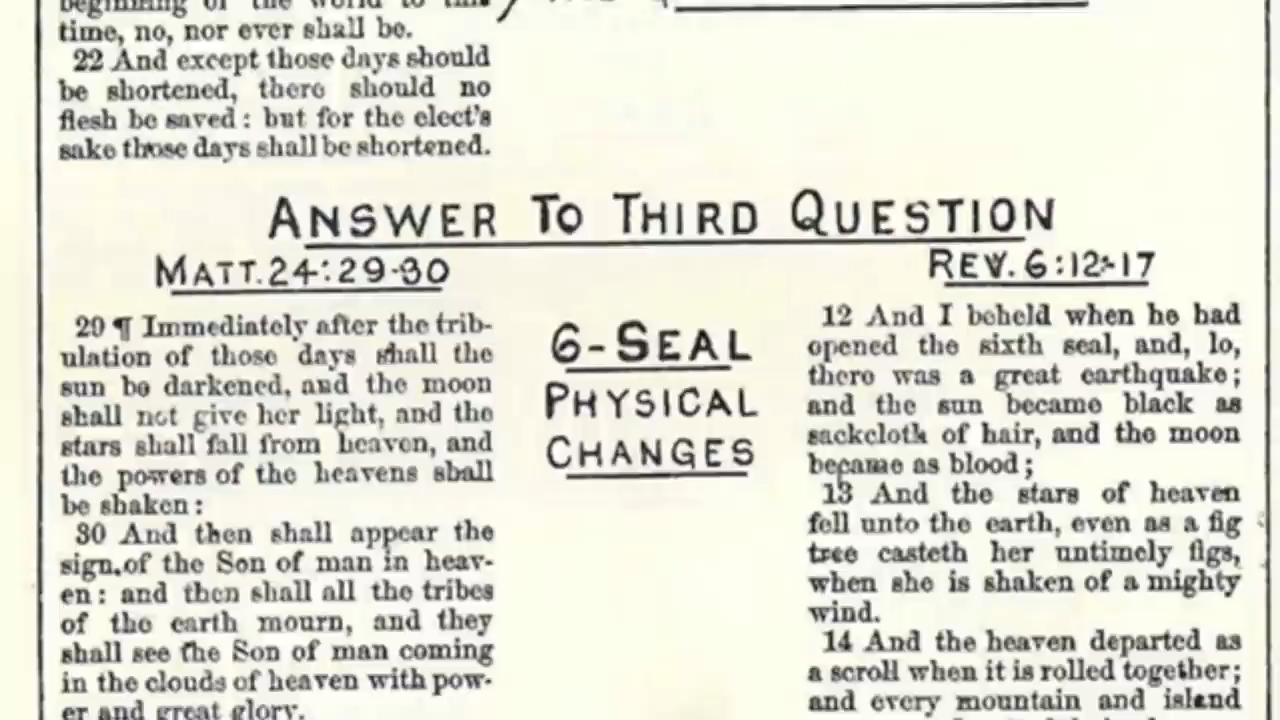 beginning of the world to this
time, no, nor ever shall be.
22 And except those days should
be shortened, there should no
flesh be saved: but for the elect's
sake those days shall be shortened.
ANSWER TO THIRD QUESTION
MATT. 24:29-30
29 ¶ Immediately after the trib-
ulation of those days shall the
sun be darkened, and the moon
shall not give her light, and the
stars shall fall from heaven, and
the powers of the heavens shall
be shaken:
30 And then shall appear the
sign of the Son of man in heav-
en: and then shall all the tribes
of the earth mourn, and they
shall see the Son of man coming
in the clouds of heaven with pow-
er and great glory.
6-SEAL
PHYSICAL
CHANGES
REV. 6:12-17
12 And I beheld when he had
opened the sixth seal, and, lo,
there was a great earthquake;
and the sun became black as
sackcloth of hair, and the moon
became as blood;
13 And the stars of heaven
fell unto the earth, even as a fig
tree casteth her untimely figs,
when she is shaken of a mighty
wind.
14 And the heaven departed as
a scroll when it is rolled together;
and every mountain and island